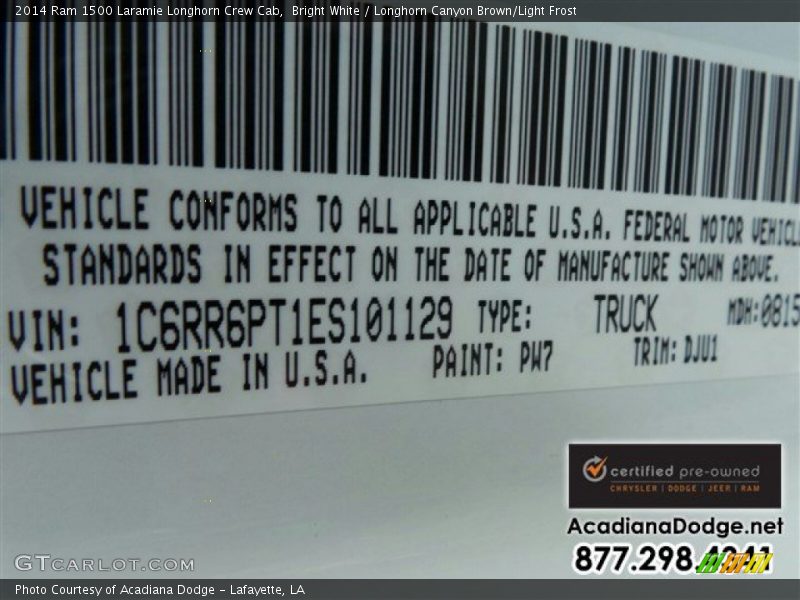 2014 Ram 1500 Laramie Longhorn Crew Cab, Bright White / Longhorn Canyon Brown/Light Frost
VEHICLE CONFORMS TO ALL APPLICABLE U.S.A. FEDERAL MOTOR VEHICL
STANDARDS IN EFFECT ON THE DATE OF MANUFACTURE SHOWN ABOVE.
VIN: 1C6RR6PT1ES101129 TYPE: TRUCK MDH:0815
VEHICLE MADE IN U.S.A. PAINT: PW7 TRIM: DJU1
certified pre-owned
CHRYSLER | DODGE | JEEP | RAM
AcadianaDodge.net
877.298.
GTCARLOT.COM
Photo Courtesy of Acadiana Dodge - Lafayette, LA